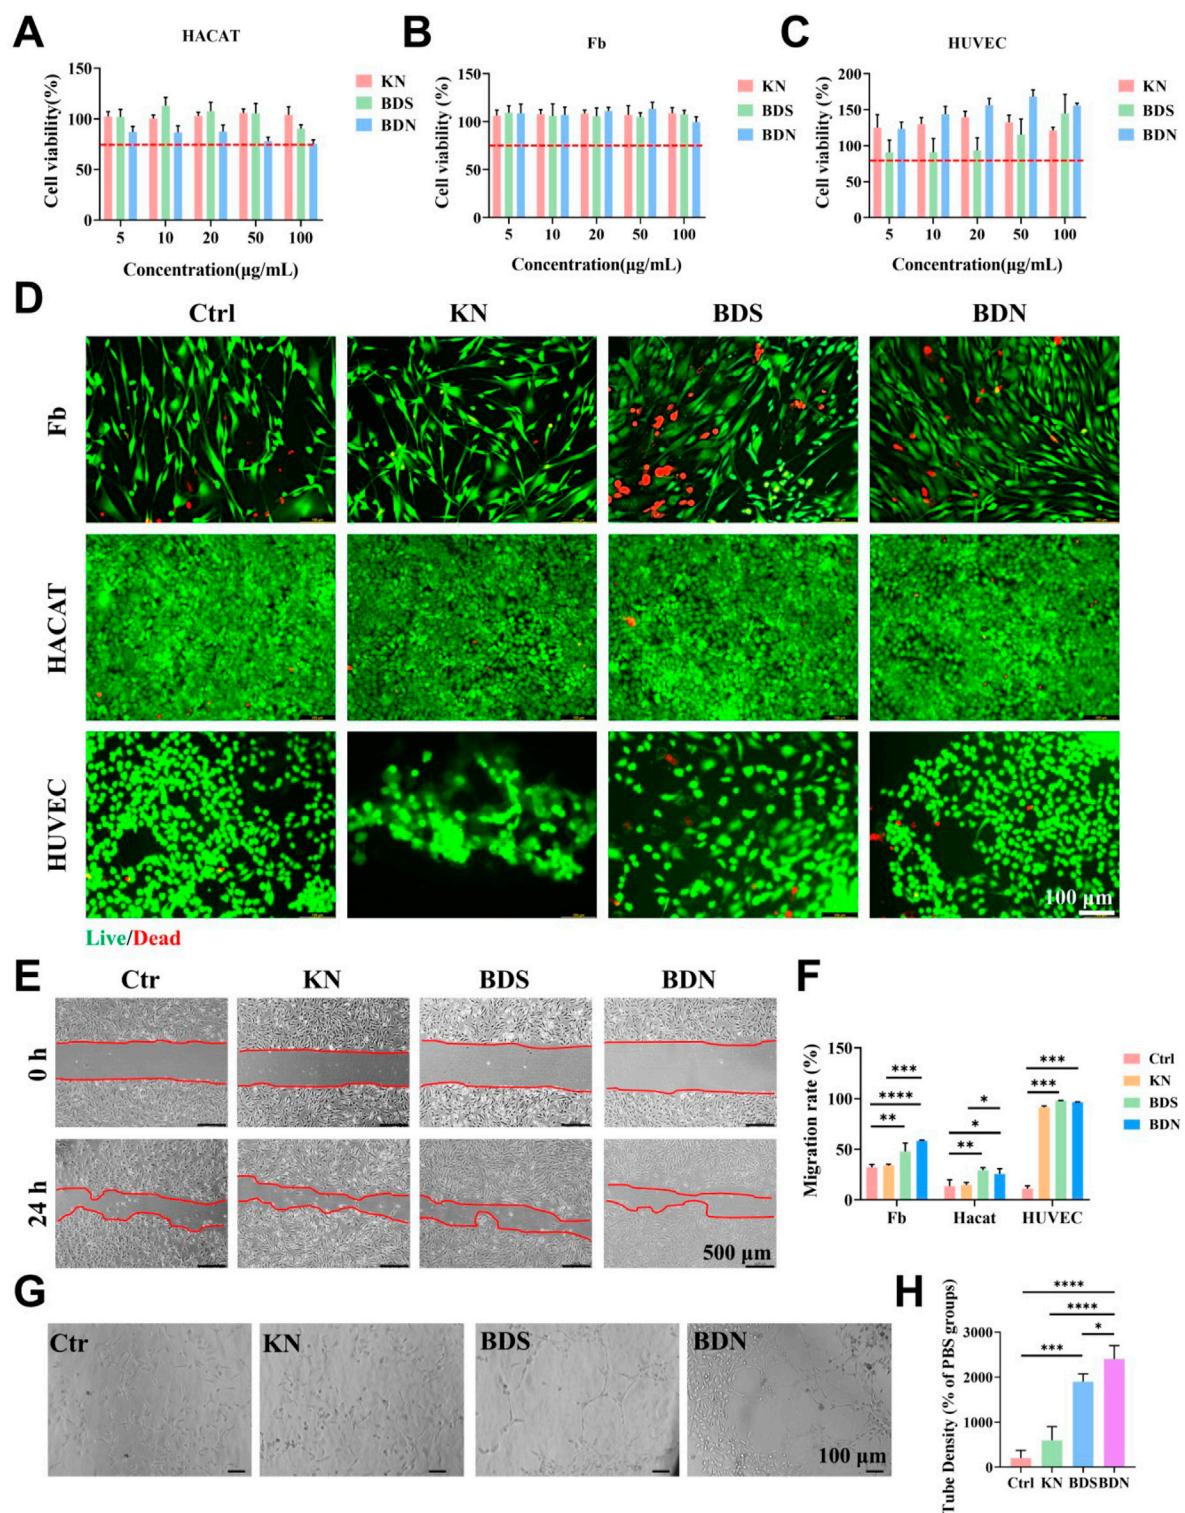 A
HACAT
Cell viability(%)
150
100
50
0
5 10 20 50 100
Concentration(μg/mL)
KN
BDS
BDN
B
Fb
Cell viability (%)
150
100
50
0
5 10 20 50 100
Concentration(μg/mL)
KN
BDS
BDN
C
HUVEC
Cell viability (%)
200
150
100
50
0
5 10 20 50 100
Concentration(μg/mL)
KN
BDS
BDN
D
Ctrl KN BDS BDN
Fb
HACAT
HUVEC
100 μm
Live/Dead
E
Ctr KN BDS BDN
0 h
24 h
500 μm
F
Migration rate (%)
150
100
50
0
*** 
****
**
*
*
**
***
***
Fb Hacat HUVEC
Ctrl
KN
BDS
BDN
G
Ctr KN BDS BDN
100 μm
H
Tube Density (% of PBS groups)
****
****
*
***
3000
2000
1000
0
Ctrl KN BDS BDN